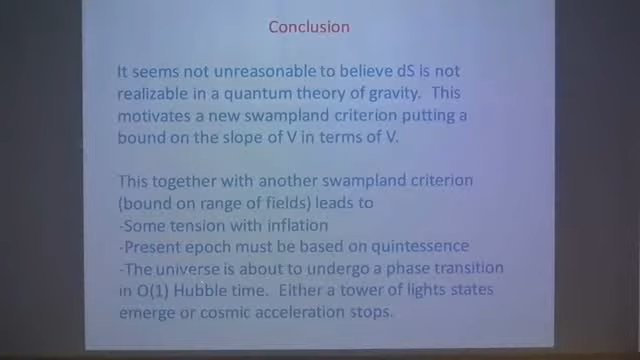 Conclusion
It seems not unreasonable to believe dS is not
realizable in a quantum theory of gravity. This
motivates a new swampland criterion putting a
bound on the slope of V in terms of V.
This together with another swampland criterion
(bound on range of fields) leads to
-Some tension with inflation
-Present epoch must be based on quintessence
-The universe is about to undergo a phase transition
in O(1) Hubble time. Either a tower of lights states
emerge or cosmic acceleration stops.